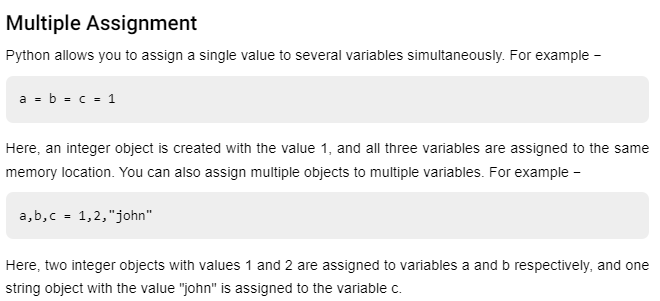 Multiple Assignment
Python allows you to assign a single value to several variables simultaneously. For example −
a = b = c = 1
Here, an integer object is created with the value 1, and all three variables are assigned to the same
memory location. You can also assign multiple objects to multiple variables. For example −
a,b,c = 1,2,"john"
Here, two integer objects with values 1 and 2 are assigned to variables a and b respectively, and one
string object with the value "john" is assigned to the variable c.